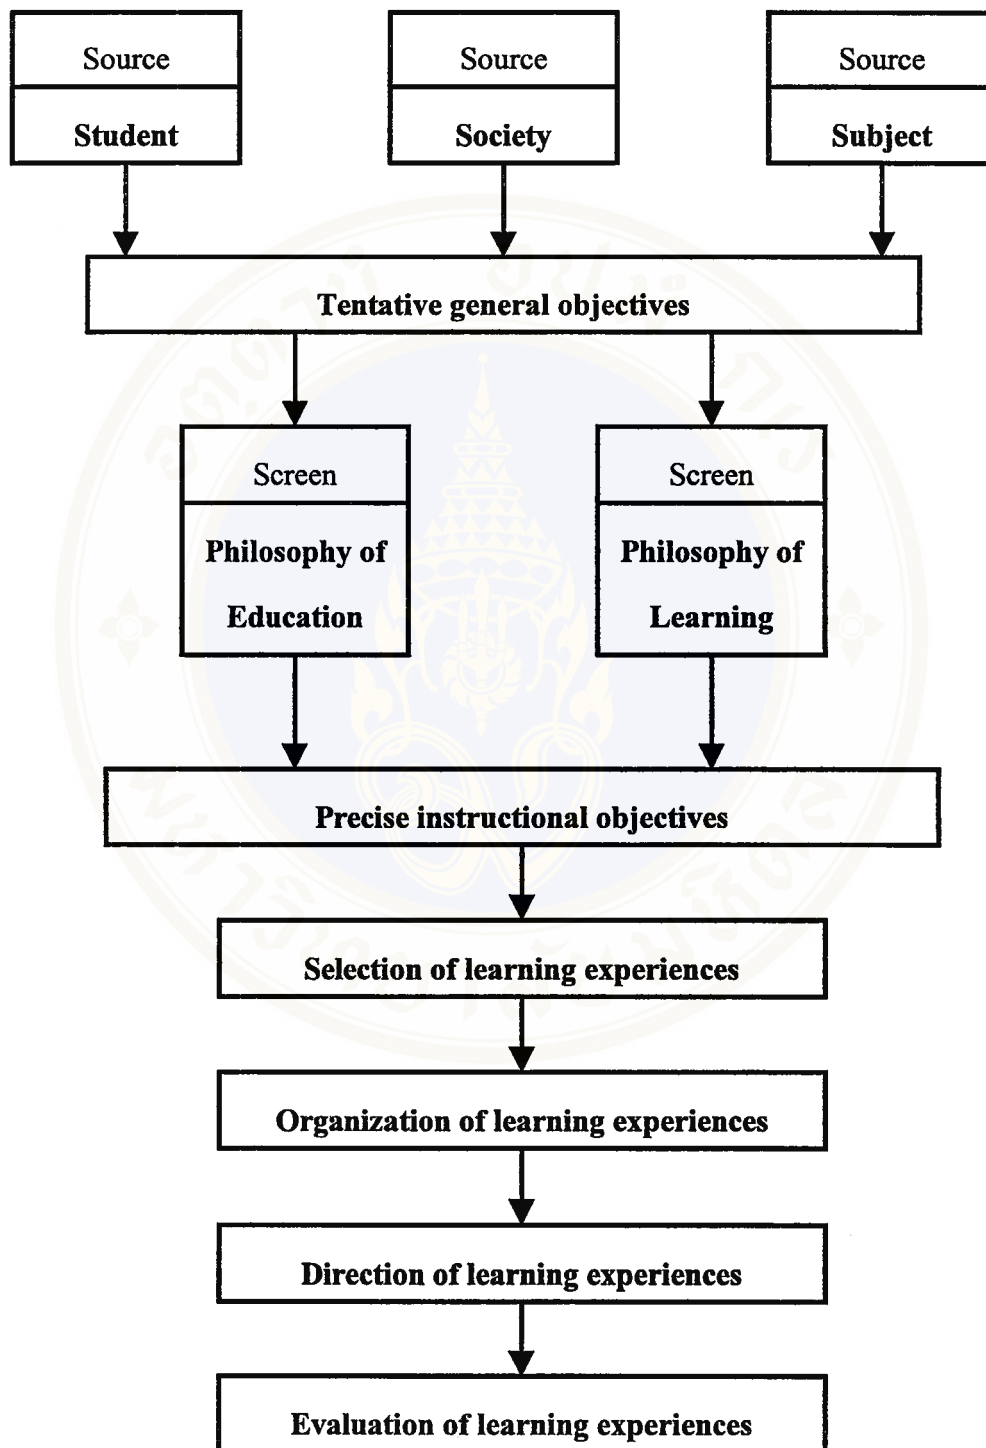 Source
Student
Source
Society
Source
Subject
Tentative general objectives
Screen
Philosophy of
Education
Screen
Philosophy of
Learning
Precise instructional objectives
Selection of learning experiences
Organization of learning experiences
Direction of learning experiences
Evaluation of learning experiences